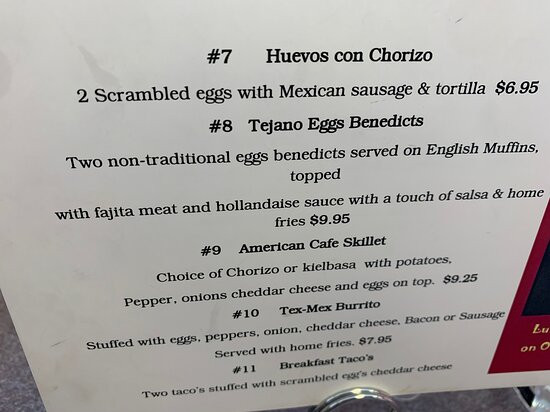 #7 Huevos con Chorizo
2 Scrambled eggs with Mexican sausage & tortilla $6.95
#8 Tejano Eggs Benedicts
Two non-traditional eggs benedicts served on English Muffins,
topped
with fajita meat and hollandaise sauce with a touch of salsa & home
fries $9.95
#9 American Cafe Skillet
Choice of Chorizo or kielbasa with potatoes,
Pepper, onions cheddar cheese and eggs on top. $9.25
#10 Tex-Mex Burrito
Stuffed with eggs, peppers, onion, cheddar cheese, Bacon or Sausage
Served with home fries. $7.95
#11 Breakfast Taco's
Two taco's stuffed with scrambled egg's cheddar cheese
on